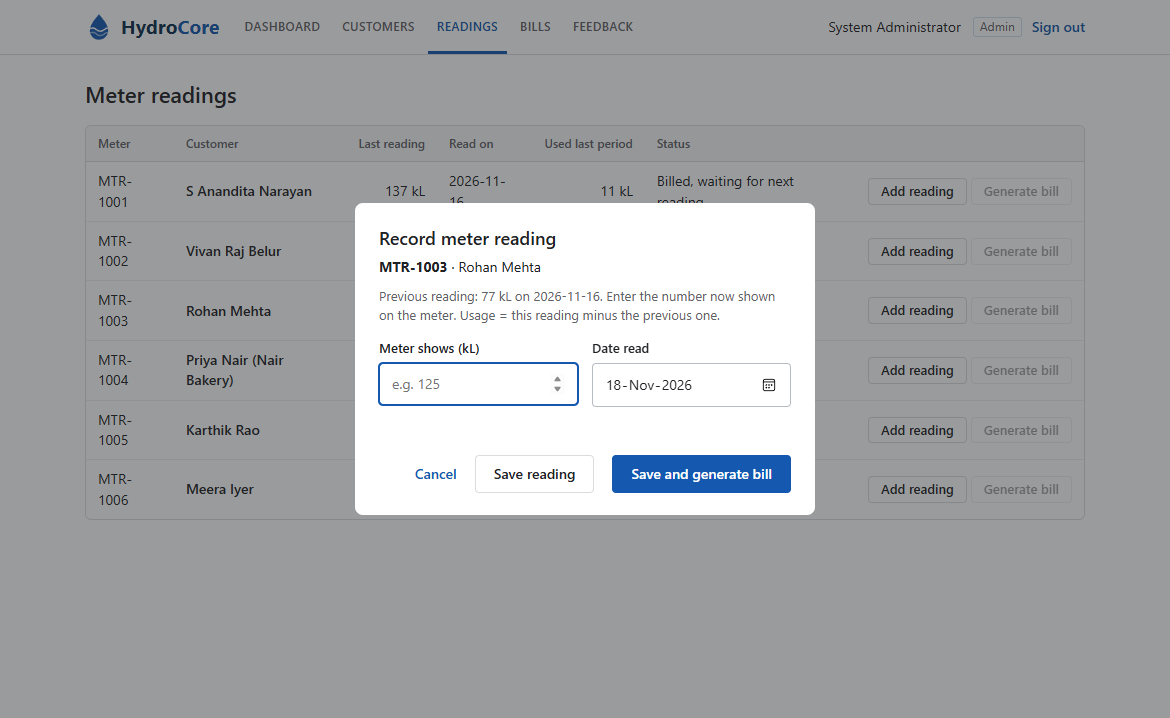 HydroCore DASHBOARD CUSTOMERS READINGS BILLS FEEDBACK System Administrator Admin Sign out
Meter readings
Meter Customer Last reading Read on Used last period Status
MTR-1001 S Anandita Narayan 137 kL 2026-11-16 11 kL Billed, waiting for next reading Add reading Generate bill
MTR-1002 Vivan Raj Belur Add reading Generate bill
MTR-1003 Rohan Mehta Add reading Generate bill
MTR-1004 Priya Nair (Nair Bakery) Add reading Generate bill
MTR-1005 Karthik Rao Add reading Generate bill
MTR-1006 Meera Iyer Add reading Generate bill
Record meter reading
MTR-1003 · Rohan Mehta
Previous reading: 77 kL on 2026-11-16. Enter the number now shown
on the meter. Usage = this reading minus the previous one.
Meter shows (kL) Date read
e.g. 125 18-Nov-2026
Cancel Save reading Save and generate bill